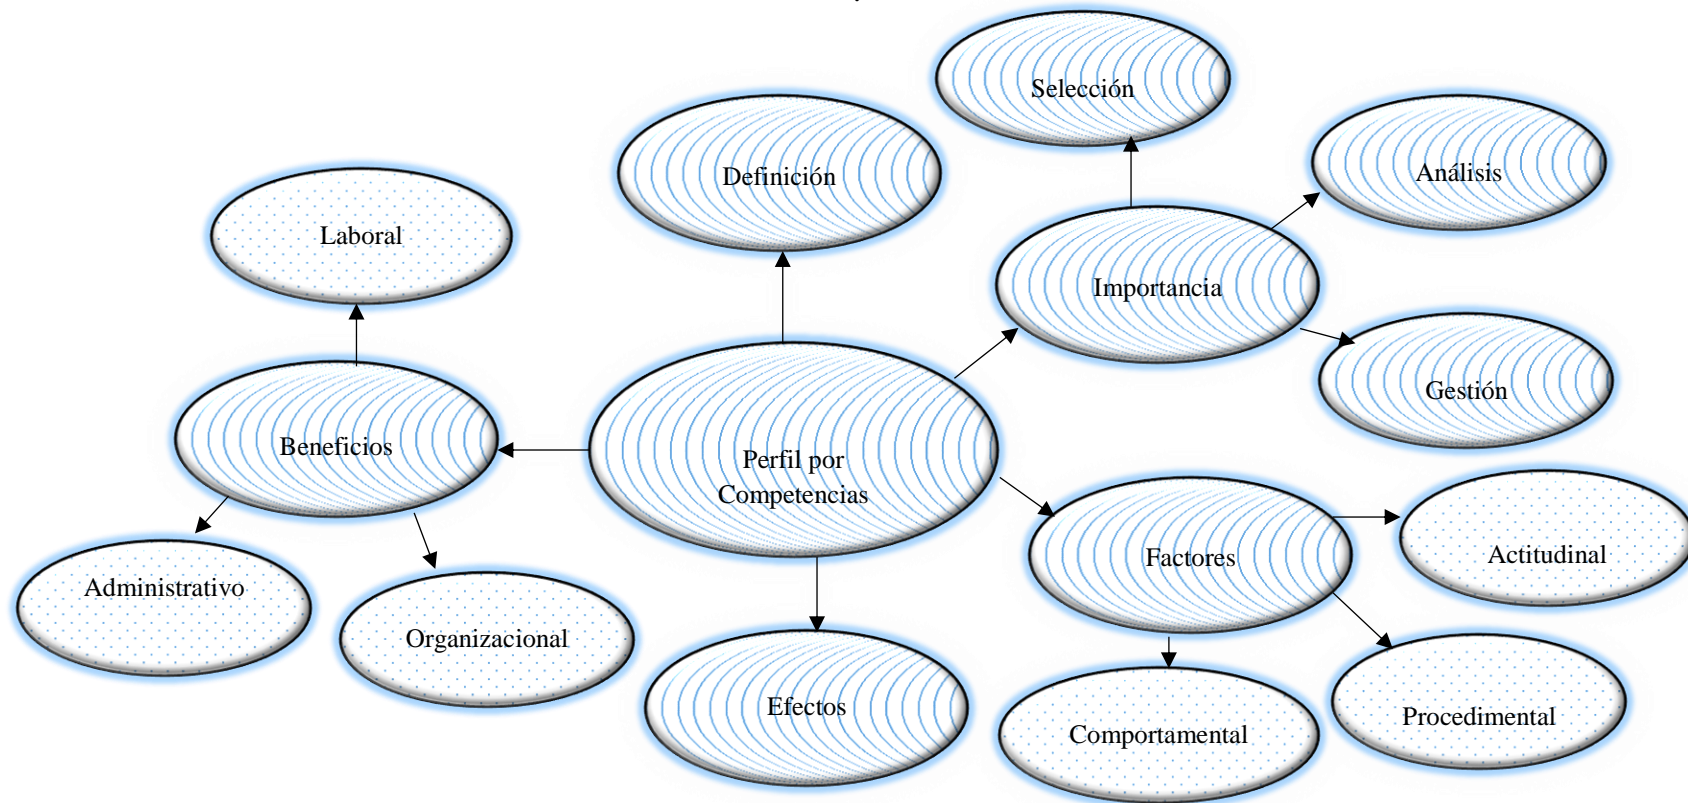 Selección
Análisis
Definición
Laboral
Importancia
Gestión
Beneficios
Perfil por
Competencias
Factores
Actitudinal
Administrativo
Organizacional
Efectos
Comportamental
Procedimental